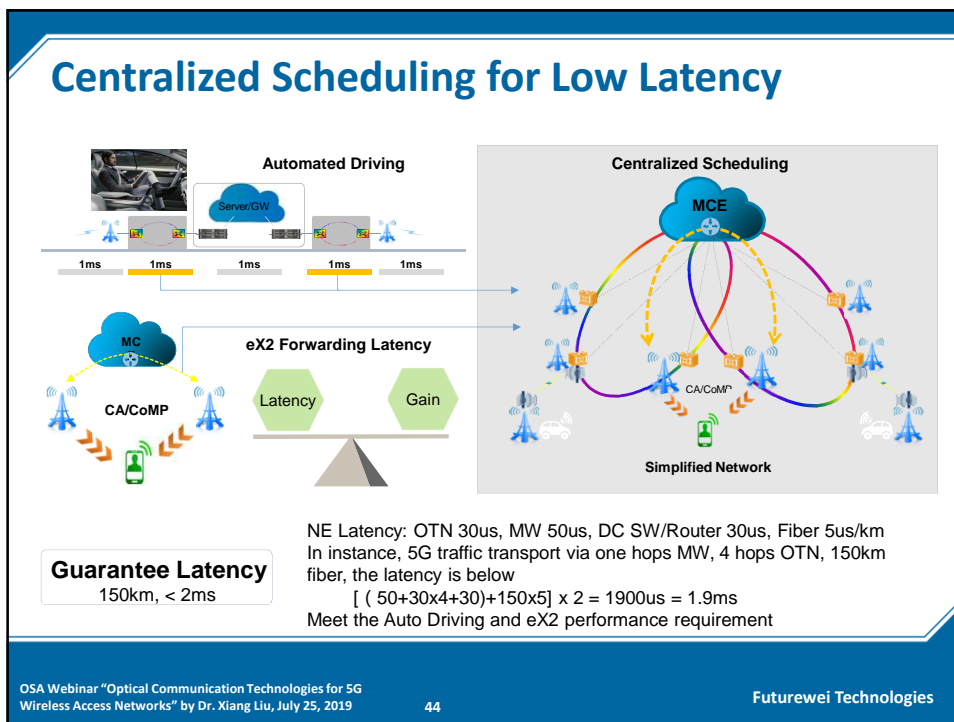 Centralized Scheduling for Low Latency
Automated Driving
Server/GW
1ms 1ms 1ms 1ms 1ms
MC
eX2 Forwarding Latency
CA/CoMP
Latency
Gain
Centralized Scheduling
MCE
CA/CoMP
Simplified Network
Guarantee Latency
150km, < 2ms
NE Latency: OTN 30us, MW 50us, DC SW/Router 30us, Fiber 5us/km
In instance, 5G traffic transport via one hops MW, 4 hops OTN, 150km
fiber, the latency is below
[ ( 50+30x4+30)+150x5] x 2 = 1900us = 1.9ms
Meet the Auto Driving and eX2 performance requirement
OSA Webinar “Optical Communication Technologies for 5G
Wireless Access Networks” by Dr. Xiang Liu, July 25, 2019
44
Futurewei Technologies